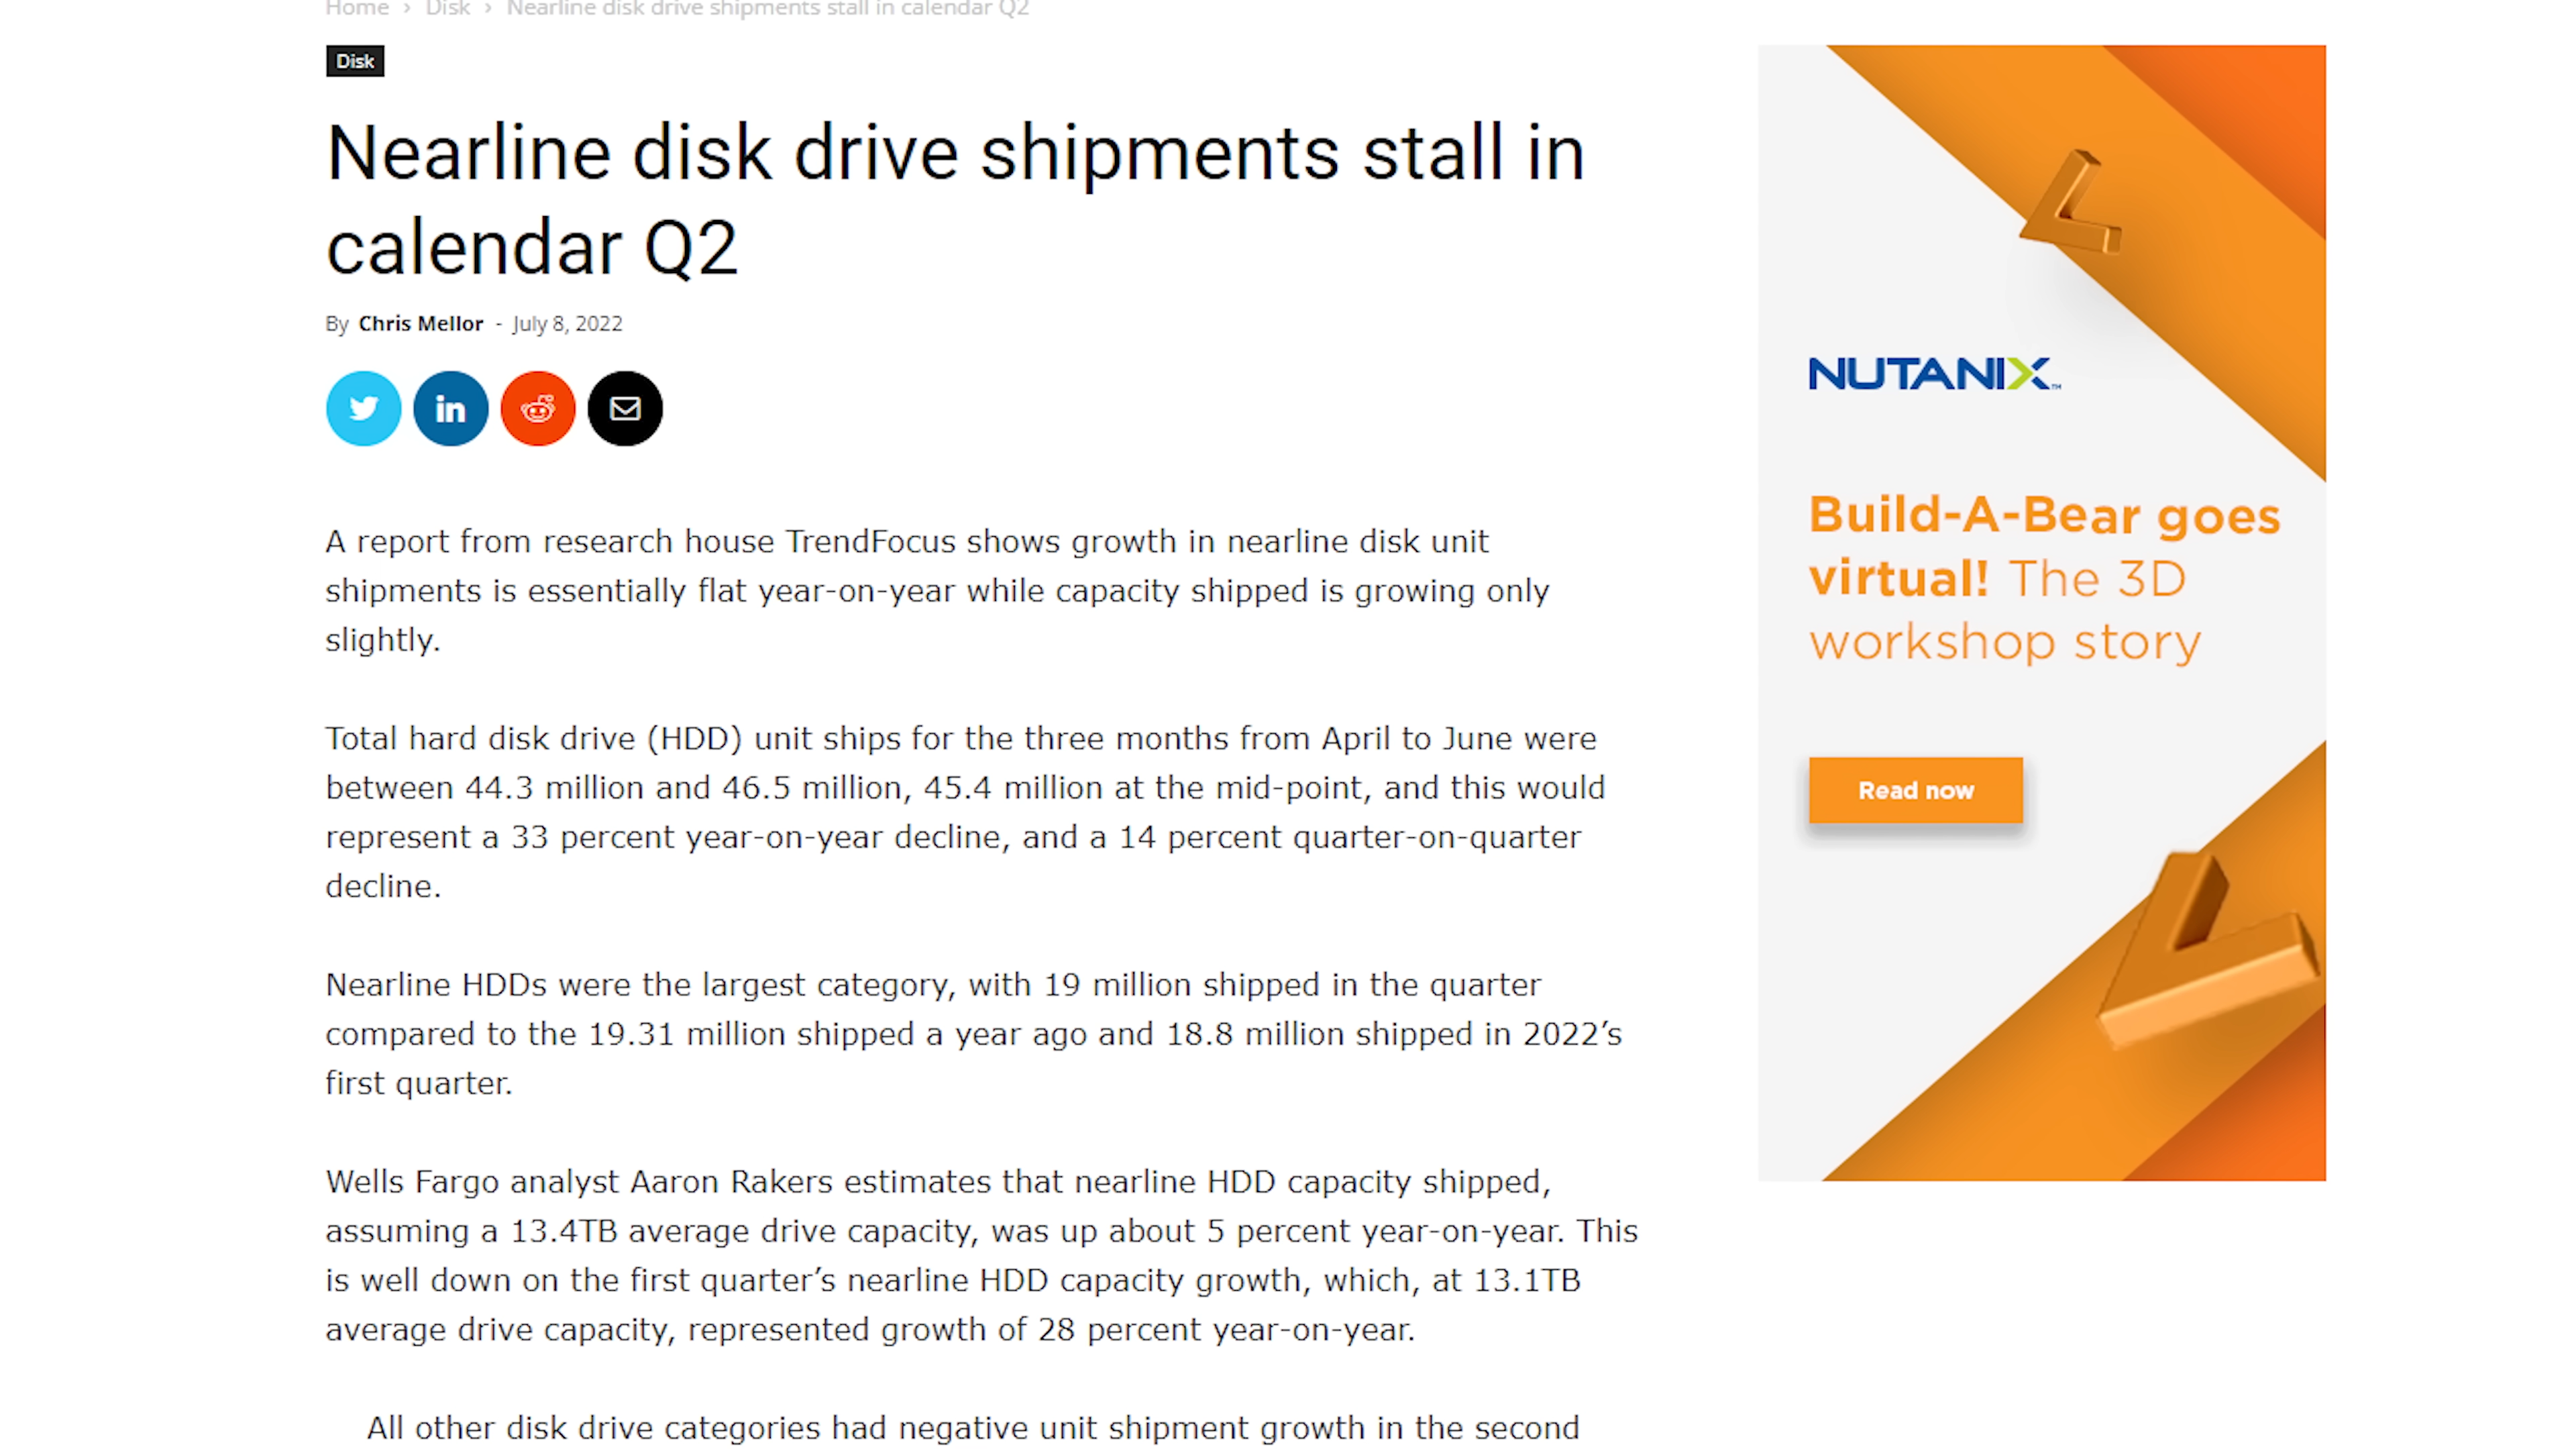 Home › Disk › Nearline disk drive shipments stall in calendar Q2
Disk
Nearline disk drive shipments stall in
calendar Q2
By Chris Mellor - July 8, 2022
in
A report from research house TrendFocus shows growth in nearline disk unit
shipments is essentially flat year-on-year while capacity shipped is growing only
slightly.
Total hard disk drive (HDD) unit ships for the three months from April to June were
between 44.3 million and 46.5 million, 45.4 million at the mid-point, and this would
represent a 33 percent year-on-year decline, and a 14 percent quarter-on-quarter
decline.
Nearline HDDs were the largest category, with 19 million shipped in the quarter
compared to the 19.31 million shipped a year ago and 18.8 million shipped in 2022’s
first quarter.
Wells Fargo analyst Aaron Rakers estimates that nearline HDD capacity shipped,
assuming a 13.4TB average drive capacity, was up about 5 percent year-on-year. This
is well down on the first quarter’s nearline HDD capacity growth, which, at 13.1TB
average drive capacity, represented growth of 28 percent year-on-year.
All other disk drive categories had negative unit shipment growth in the second
NUTANIX™
Build-A-Bear goes
virtual! The 3D
workshop story
Read now